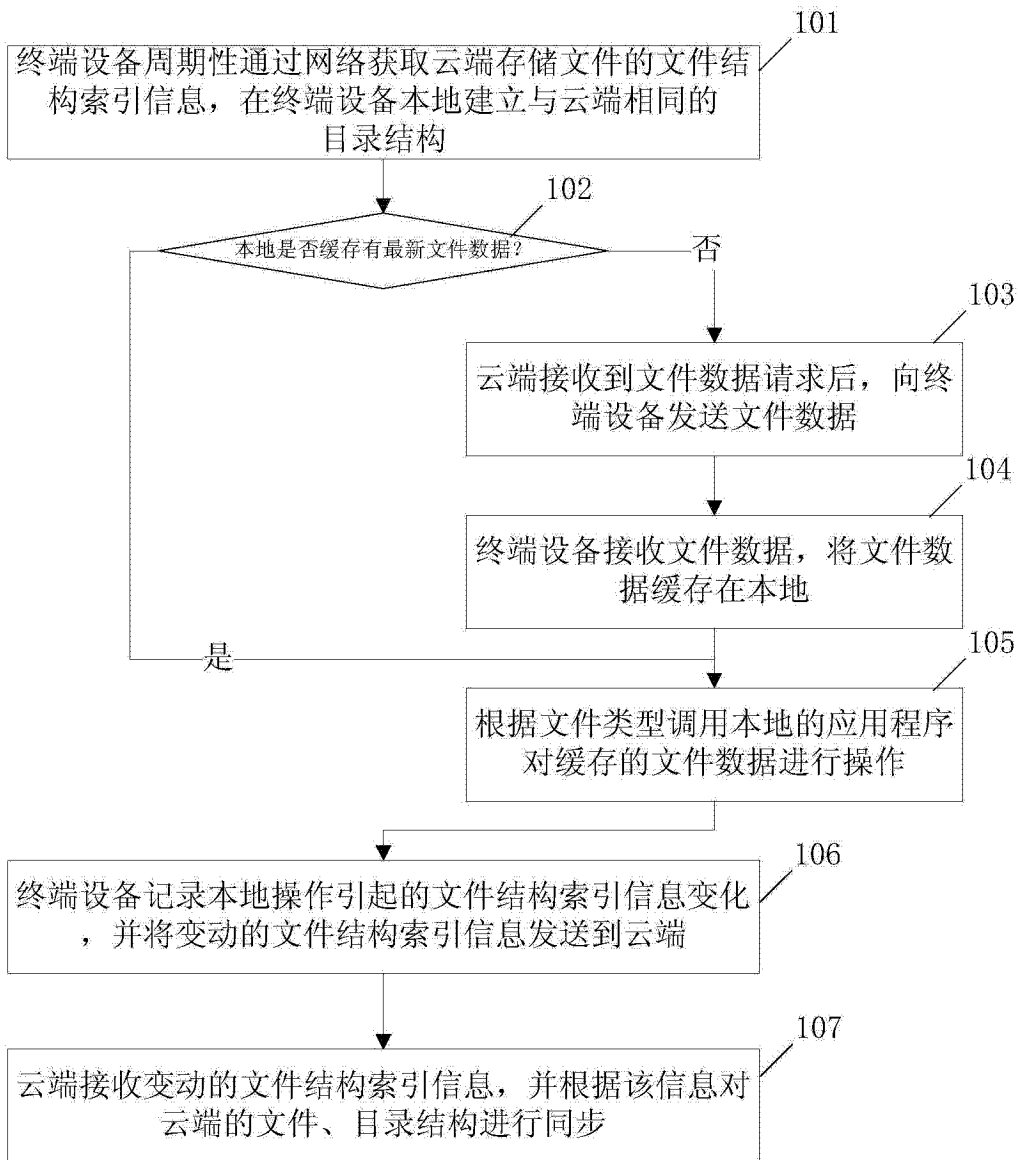 101
终端设备周期性通过网络获取云端存储文件的文件结
构索引信息，在终端设备本地建立与云端相同的
目录结构
102
本地是否缓存有最新文件数据？
否
103
云端接收到文件数据请求后，向终
端设备发送文件数据
104
终端设备接收文件数据，将文件数
据缓存在本地
是
105
根据文件类型调用本地的应用程序
对缓存的文件数据进行操作
106
终端设备记录本地操作引起的文件结构索引信息变化
，并将变动的文件结构索引信息发送到云端
107
云端接收变动的文件结构索引信息，并根据该信息对
云端的文件、目录结构进行同步